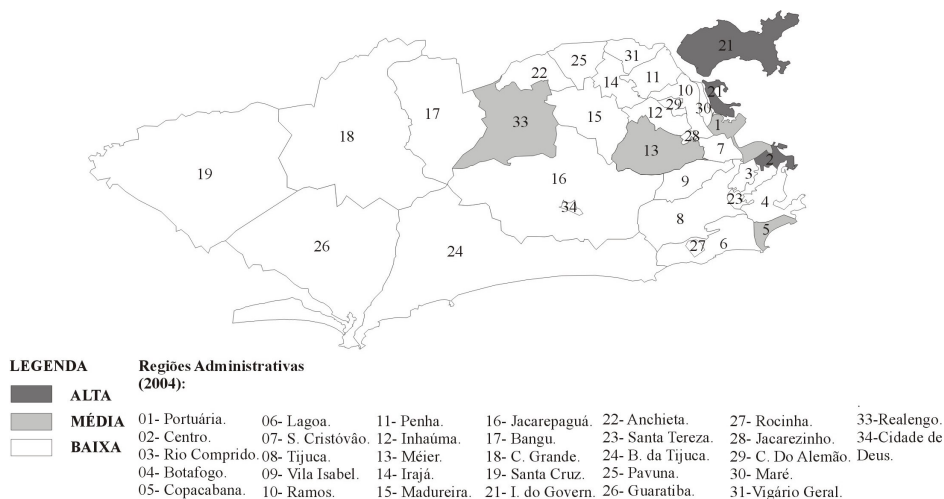 21
31
25
22
14
11
10
21
29
30
17
33
15
12
1
18
28
13
7
2
19
16
9
3
23
34
4
8
5
26
24
27
6
LEGENDA
ALTA
MÉDIA
BAIXA
Regiões Administrativas
(2004):
01- Portuária.
02- Centro.
03- Rio Comprido.
04- Botafogo.
05- Copacabana.
06- Lagoa.
07- S. Cristóvão.
08- Tijuca.
09- Vila Isabel.
10- Ramos.
11- Penha.
12- Inhaúma.
13- Méier.
14- Irajá.
15- Madureira.
16- Jacarepaguá.
17- Bangu.
18- C. Grande.
19- Santa Cruz.
21- I. do Govern.
22- Anchieta.
23- Santa Tereza.
24- B. da Tijuca.
25- Pavuna.
26- Guaratiba.
27- Rocinha.
28- Jacarezinho.
29- C. Do Alemão.
30- Maré.
31-Vigário Geral.
33-Realengo.
34-Cidade de
Deus.